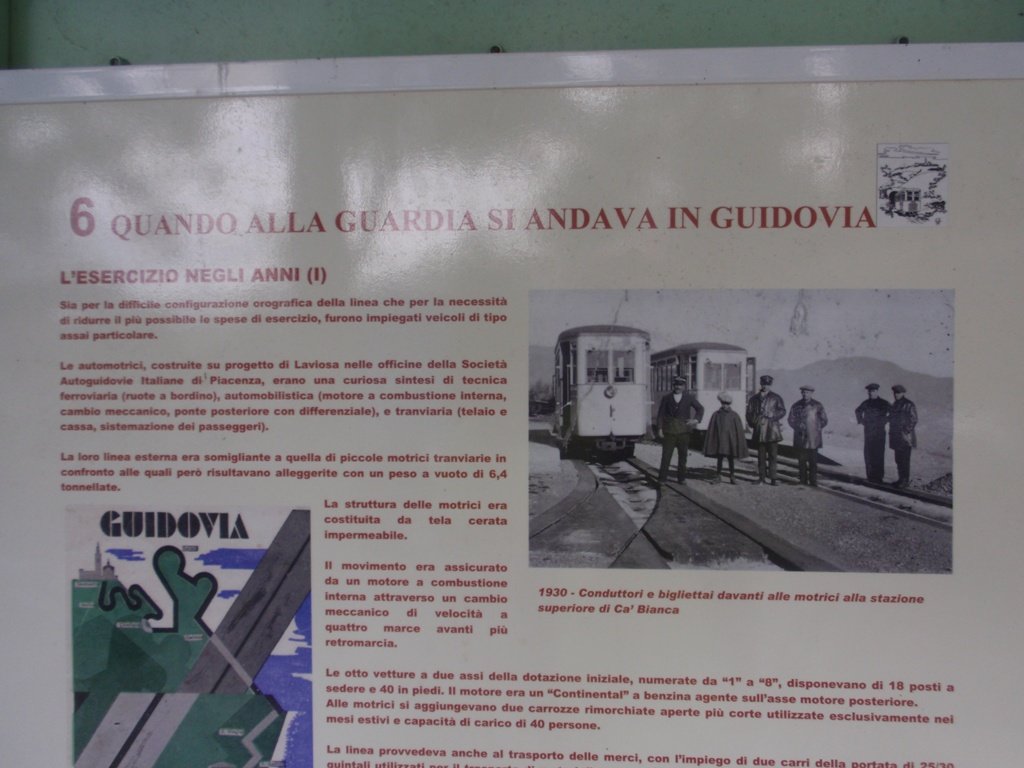 6 QUANDO ALLA GUARDIA SI ANDAVA IN GUIDOVIA
L'ESERCIZIO NEGLI ANNI (I)
Sia per la difficile configurazione orografica della linea che per la necessità
di ridurre il più possibile le spese di esercizio, furono impiegati veicoli di tipo
assai particolare.
Le automotrici, costruite su progetto di Laviosa nelle officine della Società
Autoguidovie Italiane di Piacenza, erano una curiosa sintesi di tecnica
ferroviaria (ruote a bordino), automobilistica (motore a combustione interna,
cambio meccanico, ponte posteriore con differenziale), e tranviaria (telaio e
cassa, sistemazione dei passeggeri).
La loro linea esterna era somigliante a quella di piccole motrici tranviarie in
confronto alle quali però risultavano alleggerite con un peso a vuoto di 6,4
tonnellate.
La struttura delle motrici era
costituita da tela cerata
impermeabile.
Il movimento era assicurato
da un motore a combustione
interna attraverso un cambio
meccanico di velocità a
quattro marce avanti più
retromarcia.
GUIDOVIA
1930 - Conduttori e bigliettai davanti alle motrici alla stazione
superiore di Ca' Bianca
Le otto vetture a due assi della dotazione iniziale, numerate da "1" a "8", disponevano di 18 posti a
sedere e 40 in piedi. Il motore era un "Continental" a benzina agente sull'asse motore posteriore.
Alle motrici si aggiungevano due carrozze rimorchiate aperte più corte utilizzate esclusivamente nei
mesi estivi e capacità di carico di 40 persone.
La linea provvedeva anche al trasporto delle merci, con l'impiego di due carri della portata di 25/30
quintali utilizzati per il trasporto